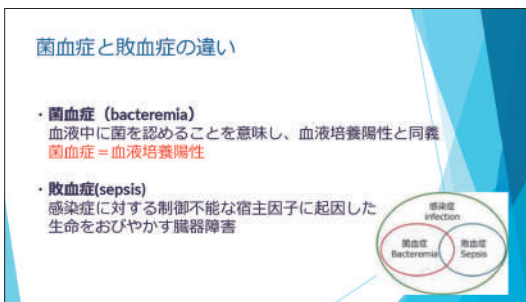 菌血症と敗血症の違い
・菌血症（bacteremia）
血液中に菌を認めることを意味し、血液培養陽性と同義
菌血症＝血液培養陽性
・敗血症(sepsis)
感染症に対する制御不能な宿主因子に起因した
生命をおびやかす臓器障害
感染症
infection
菌血症
Bacteremia
敗血症
Sepsis